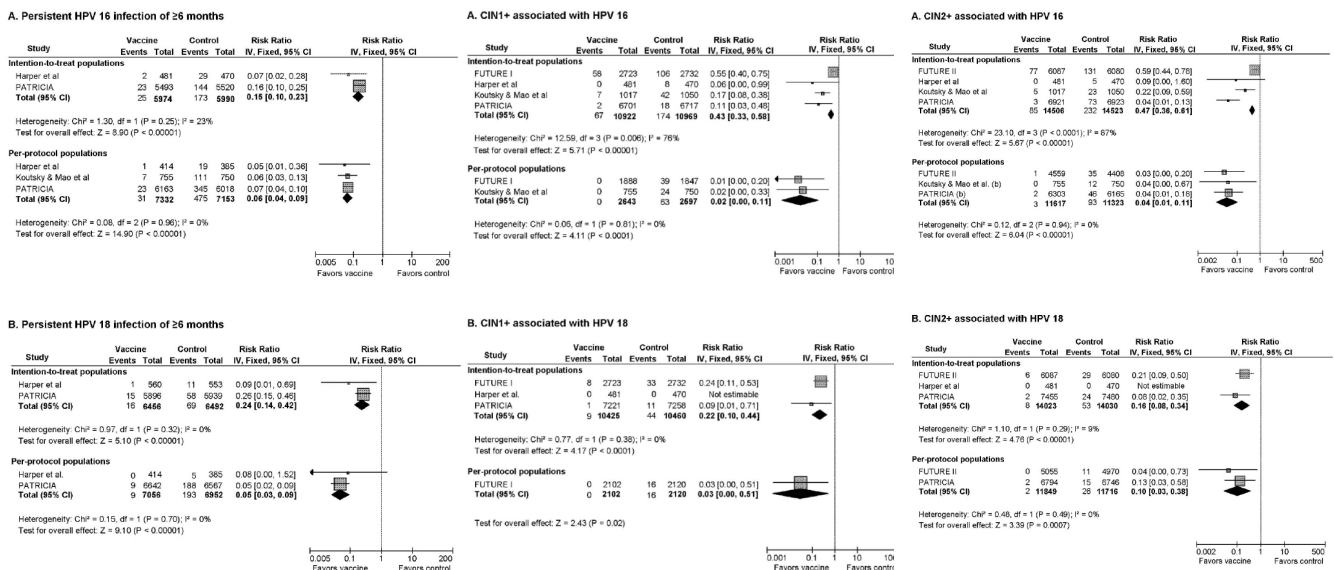 A. Persistent HPV 16 infection of ≥6 months
Vaccine Control Risk Ratio Risk Ratio
Study Events Total Events Total IV, Fixed, 95% CI IV, Fixed, 95% CI
Intention-to-treat populations
Harper et al 2 481 29 470 0.07 [0.02, 0.28]
PATRICIA 23 5493 144 5520 0.16 [0.10, 0.25]
Total (95% CI) 25 5974 173 5990 0.15 [0.10, 0.23]
Heterogeneity: Chi² = 1.30, df = 1 (P = 0.25); I² = 23%
Test for overall effect: Z = 8.90 (P < 0.00001)
Per-protocol populations
Harper et al 1 414 19 385 0.05 [0.01, 0.36]
Koutsky & Mao et al 7 755 111 750 0.06 [0.03, 0.13]
PATRICIA 23 6163 345 6018 0.07 [0.04, 0.10]
Total (95% CI) 31 7332 475 7153 0.06 [0.04, 0.09]
Heterogeneity: Chi² = 0.08, df = 2 (P = 0.96); I² = 0%
Test for overall effect: Z = 14.90 (P < 0.00001)
0.005 0.1 1 10 200
Favors vaccine Favors control
A. CIN1+ associated with HPV 16
Vaccine Control Risk Ratio Risk Ratio
Study Events Total Events Total IV, Fixed, 95% CI IV, Fixed, 95% CI
Intention-to-treat populations
FUTURE I 58 2723 106 2732 0.55 [0.40, 0.75]
Harper et al 0 481 8 470 0.06 [0.00, 0.99]
Koutsky & Mao et al 7 1017 42 1050 0.17 [0.08, 0.38]
PATRICIA 2 6701 18 6717 0.11 [0.03, 0.48]
Total (95% CI) 67 10922 174 10969 0.43 [0.33, 0.58]
Heterogeneity: Chi² = 12.59, df = 3 (P = 0.006); I² = 76%
Test for overall effect: Z = 5.71 (P < 0.00001)
Per-protocol populations
FUTURE I 0 1888 39 1847 0.01 [0.00, 0.20]
Koutsky & Mao et al 0 755 24 750 0.02 [0.00, 0.33]
Total (95% CI) 0 2643 63 2597 0.02 [0.00, 0.11]
Heterogeneity: Chi² = 0.06, df = 1 (P = 0.81); I² = 0%
Test for overall effect: Z = 4.11 (P < 0.0001)
0.005 0.1 1 10
Favors vaccine Favors control
A. CIN2+ associated with HPV 16
Vaccine Control Risk Ratio Risk Ratio
Study Events Total Events Total IV, Fixed, 95% CI IV, Fixed, 95% CI
Intention-to-treat populations
FUTURE II 77 6087 131 6080 0.59 [0.44, 0.78]
Harper et al 0 481 5 470 0.09 [0.00, 1.60]
Koutsky & Mao et al 5 1017 23 1050 0.22 [0.09, 0.59]
PATRICIA 3 6921 73 6923 0.04 [0.01, 0.13]
Total (95% CI) 85 14506 232 14523 0.47 [0.36, 0.61]
Heterogeneity: Chi² = 23.10, df = 3 (P <0.0001); I² = 87%
Test for overall effect: Z = 5.67 (P < 0.00001)
Per-protocol populations
FUTURE II 1 4559 35 4408 0.03 [0.00, 0.20]
Koutsky & Mao et al. (b) 0 755 12 750 0.04 [0.00, 0.67]
PATRICIA (b) 2 6303 46 6165 0.04 [0.01, 0.18]
Total (95% CI) 3 11617 93 11323 0.04 [0.01, 0.11]
Heterogeneity: Chi² = 0.12, df = 2 (P = 0.94); I² = 0%
Test for overall effect: Z = 6.04 (P < 0.00001)
0.002 0.1 1 10 500
Favors vaccine Favors control
B. Persistent HPV 18 infection of ≥6 months
Vaccine Control Risk Ratio Risk Ratio
Study Events Total Events Total IV, Fixed, 95% CI IV, Fixed, 95% CI
Intention-to-treat populations
Harper et al 1 560 11 553 0.09 [0.01, 0.69]
PATRICIA 15 5896 58 5939 0.26 [0.15, 0.46]
Total (95% CI) 16 6456 69 6492 0.24 [0.14, 0.42]
Heterogeneity: Chi² = 0.97, df = 1 (P = 0.32); I² = 0%
Test for overall effect: Z = 5.10 (P < 0.00001)
Per-protocol populations
Harper et al. 0 414 5 385 0.08 [0.00, 1.52]
PATRICIA 9 6642 188 6567 0.05 [0.02, 0.09]
Total (95% CI) 9 7056 193 6952 0.05 [0.03, 0.09]
Heterogeneity: Chi² = 0.15, df = 1 (P = 0.70); I² = 0%
Test for overall effect: Z = 9.10 (P < 0.00001)
0.005 0.1 1 10 200
Favors vaccine Favors control
B. CIN1+ associated with HPV 18
Vaccine Control Risk Ratio Risk Ratio
Study Events Total Events Total IV, Fixed, 95% CI IV, Fixed, 95% CI
Intention-to-treat populations
FUTURE I 8 2723 33 2732 0.24 [0.11, 0.53]
Harper et al. 0 481 0 470 Not estimable
PATRICIA 1 7221 11 7258 0.09 [0.01, 0.71]
Total (95% CI) 9 10425 44 10460 0.22 [0.10, 0.44]
Heterogeneity: Chi² = 0.77, df = 1 (P = 0.38); I² = 0%
Test for overall effect: Z = 4.17 (P < 0.0001)
Per-protocol populations
FUTURE I 0 2102 16 2120 0.03 [0.00, 0.51]
Total (95% CI) 0 2102 16 2120 0.03 [0.00, 0.51]
Test for overall effect: Z = 2.43 (P = 0.02)
0.005 0.1 1 10
Favors vaccine Favors control
B. CIN2+ associated with HPV 18
Vaccine Control Risk Ratio Risk Ratio
Study Events Total Events Total IV, Fixed, 95% CI IV, Fixed, 95% CI
Intention-to-treat populations
FUTURE II 6 6087 29 6080 0.21 [0.09, 0.50]
Harper et al 0 481 0 470 Not estimable
PATRICIA 2 7455 24 7480 0.08 [0.02, 0.35]
Total (95% CI) 8 14023 53 14030 0.16 [0.08, 0.34]
Heterogeneity: Chi² = 1.10, df = 1 (P = 0.29); I² = 9%
Test for overall effect: Z = 4.76 (P < 0.00001)
Per-protocol populations
FUTURE II 0 5055 11 4970 0.04 [0.00, 0.73]
PATRICIA 2 6794 15 6746 0.13 [0.03, 0.58]
Total (95% CI) 2 11849 26 11716 0.10 [0.03, 0.38]
Heterogeneity: Chi² = 0.48, df = 1 (P = 0.49); I² = 0%
Test for overall effect: Z = 3.39 (P = 0.0007)
0.002 0.1 1 10 500
Favors vaccine Favors control